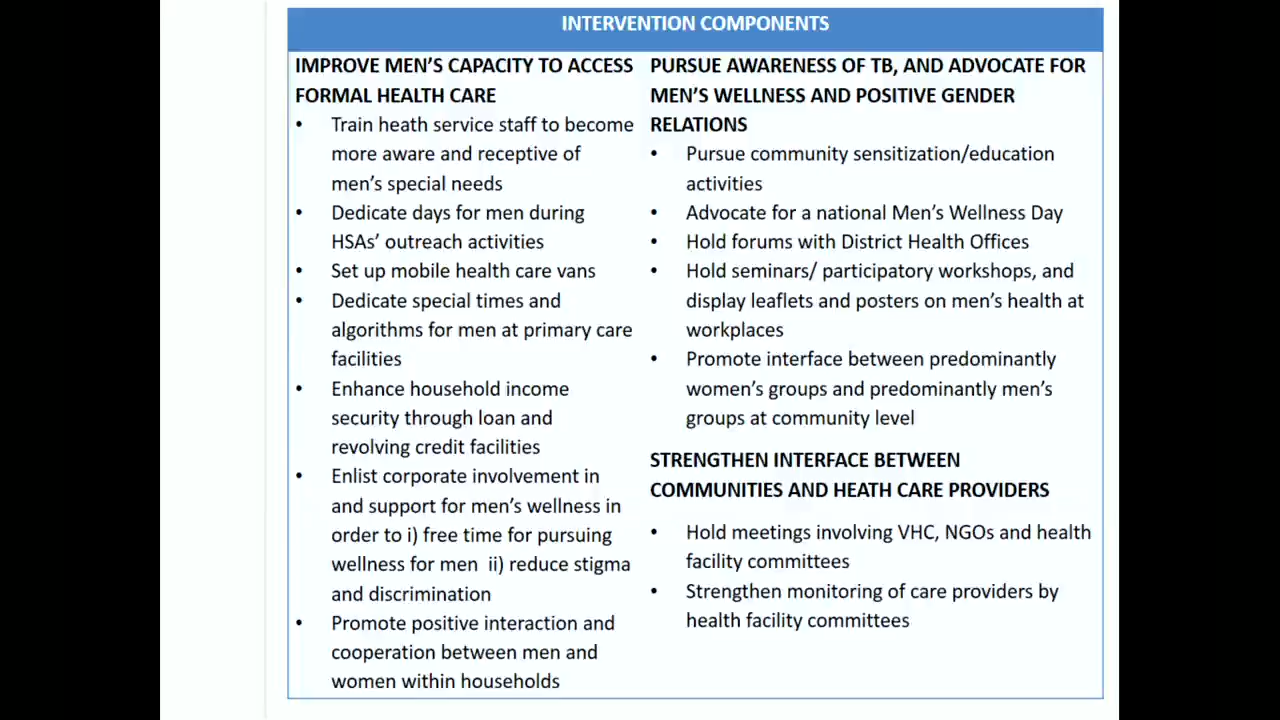 INTERVENTION COMPONENTS
IMPROVE MEN'S CAPACITY TO ACCESS
FORMAL HEALTH CARE
• Train heath service staff to become
more aware and receptive of
men's special needs
• Dedicate days for men during
HSAs' outreach activities
• Set up mobile health care vans
• Dedicate special times and
algorithms for men at primary care
facilities
• Enhance household income
security through loan and
revolving credit facilities
• Enlist corporate involvement in
and support for men's wellness in
order to i) free time for pursuing
wellness for men  ii) reduce stigma
and discrimination
• Promote positive interaction and
cooperation between men and
women within households
PURSUE AWARENESS OF TB, AND ADVOCATE FOR
MEN'S WELLNESS AND POSITIVE GENDER
RELATIONS
• Pursue community sensitization/education
activities
• Advocate for a national Men's Wellness Day
• Hold forums with District Health Offices
• Hold seminars/ participatory workshops, and
display leaflets and posters on men's health at
workplaces
• Promote interface between predominantly
women's groups and predominantly men's
groups at community level
STRENGTHEN INTERFACE BETWEEN
COMMUNITIES AND HEATH CARE PROVIDERS
• Hold meetings involving VHC, NGOs and health
facility committees
• Strengthen monitoring of care providers by
health facility committees